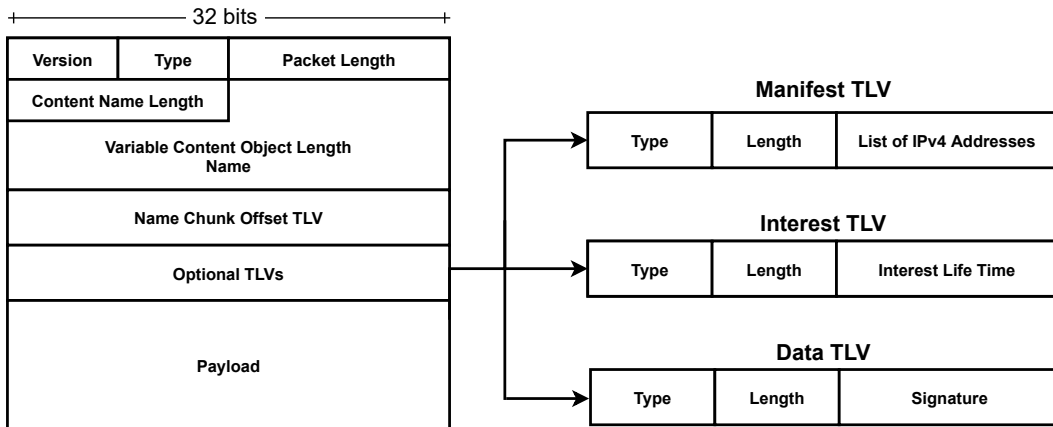 32 bits
Version
Type
Packet Length
Content Name Length
Variable Content Object Length
Name
Name Chunk Offset TLV
Optional TLVs
Payload
Manifest TLV
Type
Length
List of IPv4 Addresses
Interest TLV
Type
Length
Interest Life Time
Data TLV
Type
Length
Signature